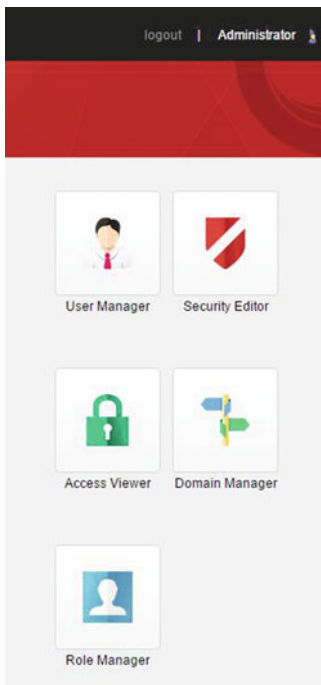 logout | Administrator
User Manager Security Editor
Access Viewer Domain Manager
Role Manager